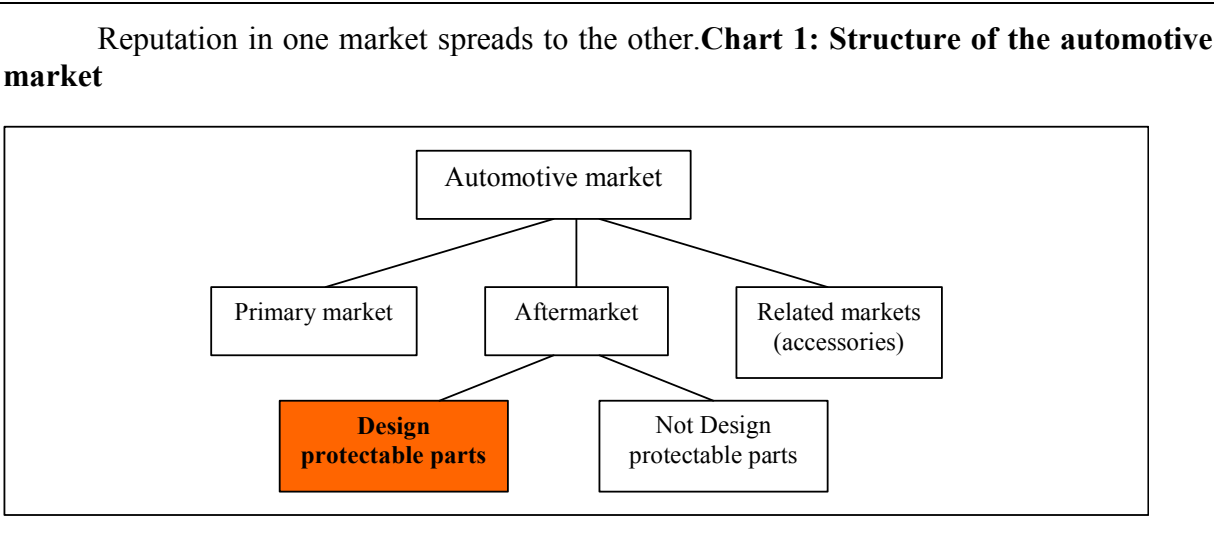 Reputation in one market spreads to the other.Chart 1: Structure of the automotive
market
Automotive market
Primary market
Aftermarket
Related markets
(accessories)
Design
protectable parts
Not Design
protectable parts